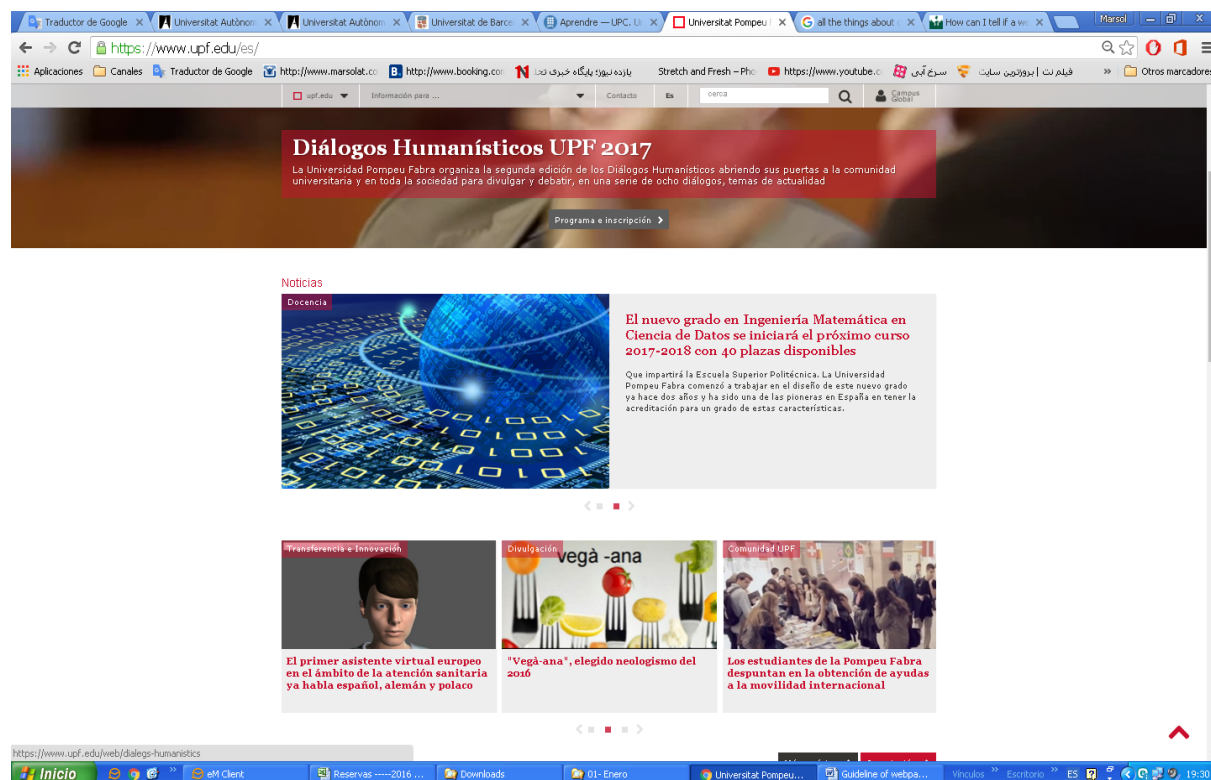 Traductor de Google
Universitat Autònom
Universitat Autònom
Universitat de Barce
Aprendre — UPC. U
Universitat Pompeu
all the things about
How can I tell if a we
Marsol
https://www.upf.edu/es/
Aplicaciones
Canales
Traductor de Google
http://www.marsolat.co
http://www.booking.co
یازده نیوز؛ پایگاه خبری
Stretch and Fresh – Pho
https://www.youtube.c
سرخ آبی
فیلم نت | بروزترین سایت
»
Otros marcadores
upf.edu
Información para ...
Contacto
Es
cerca
Campus
Global
Diálogos Humanísticos UPF 2017
La Universidad Pompeu Fabra organiza la segunda edición de los Diálogos Humanísticos abriendo sus puertas a la comunidad
universitaria y en toda la sociedad para divulgar y debatir, en una serie de ocho diálogos, temas de actualidad
Programa e inscripción
Noticias
Docencia
El nuevo grado en Ingeniería Matemática en
Ciencia de Datos se iniciará el próximo curso
2017-2018 con 40 plazas disponibles
Que impartirá la Escuela Superior Politécnica. La Universidad
Pompeu Fabra comenzó a trabajar en el diseño de este nuevo grado
ya hace dos años y ha sido una de las pioneras en España en tener la
acreditación para un grado de estas características.
Transferencia e Innovación
El primer asistente virtual europeo
en el ámbito de la atención sanitaria
ya habla español, alemán y polaco
Divulgación
vegà -ana
"Vegà-ana", elegido neologismo del
2016
Comunidad UPF
Los estudiantes de la Pompeu Fabra
despuntan en la obtención de ayudas
a la movilidad internacional
https://www.upf.edu/web/dialegs-humanistics
Inicio
»
eM Client
Reservas -----2016 ...
Downloads
01- Enero
Universitat Pompeu...
Guideline of webpa...
Vínculos »
Escritorio »
ES
19:30